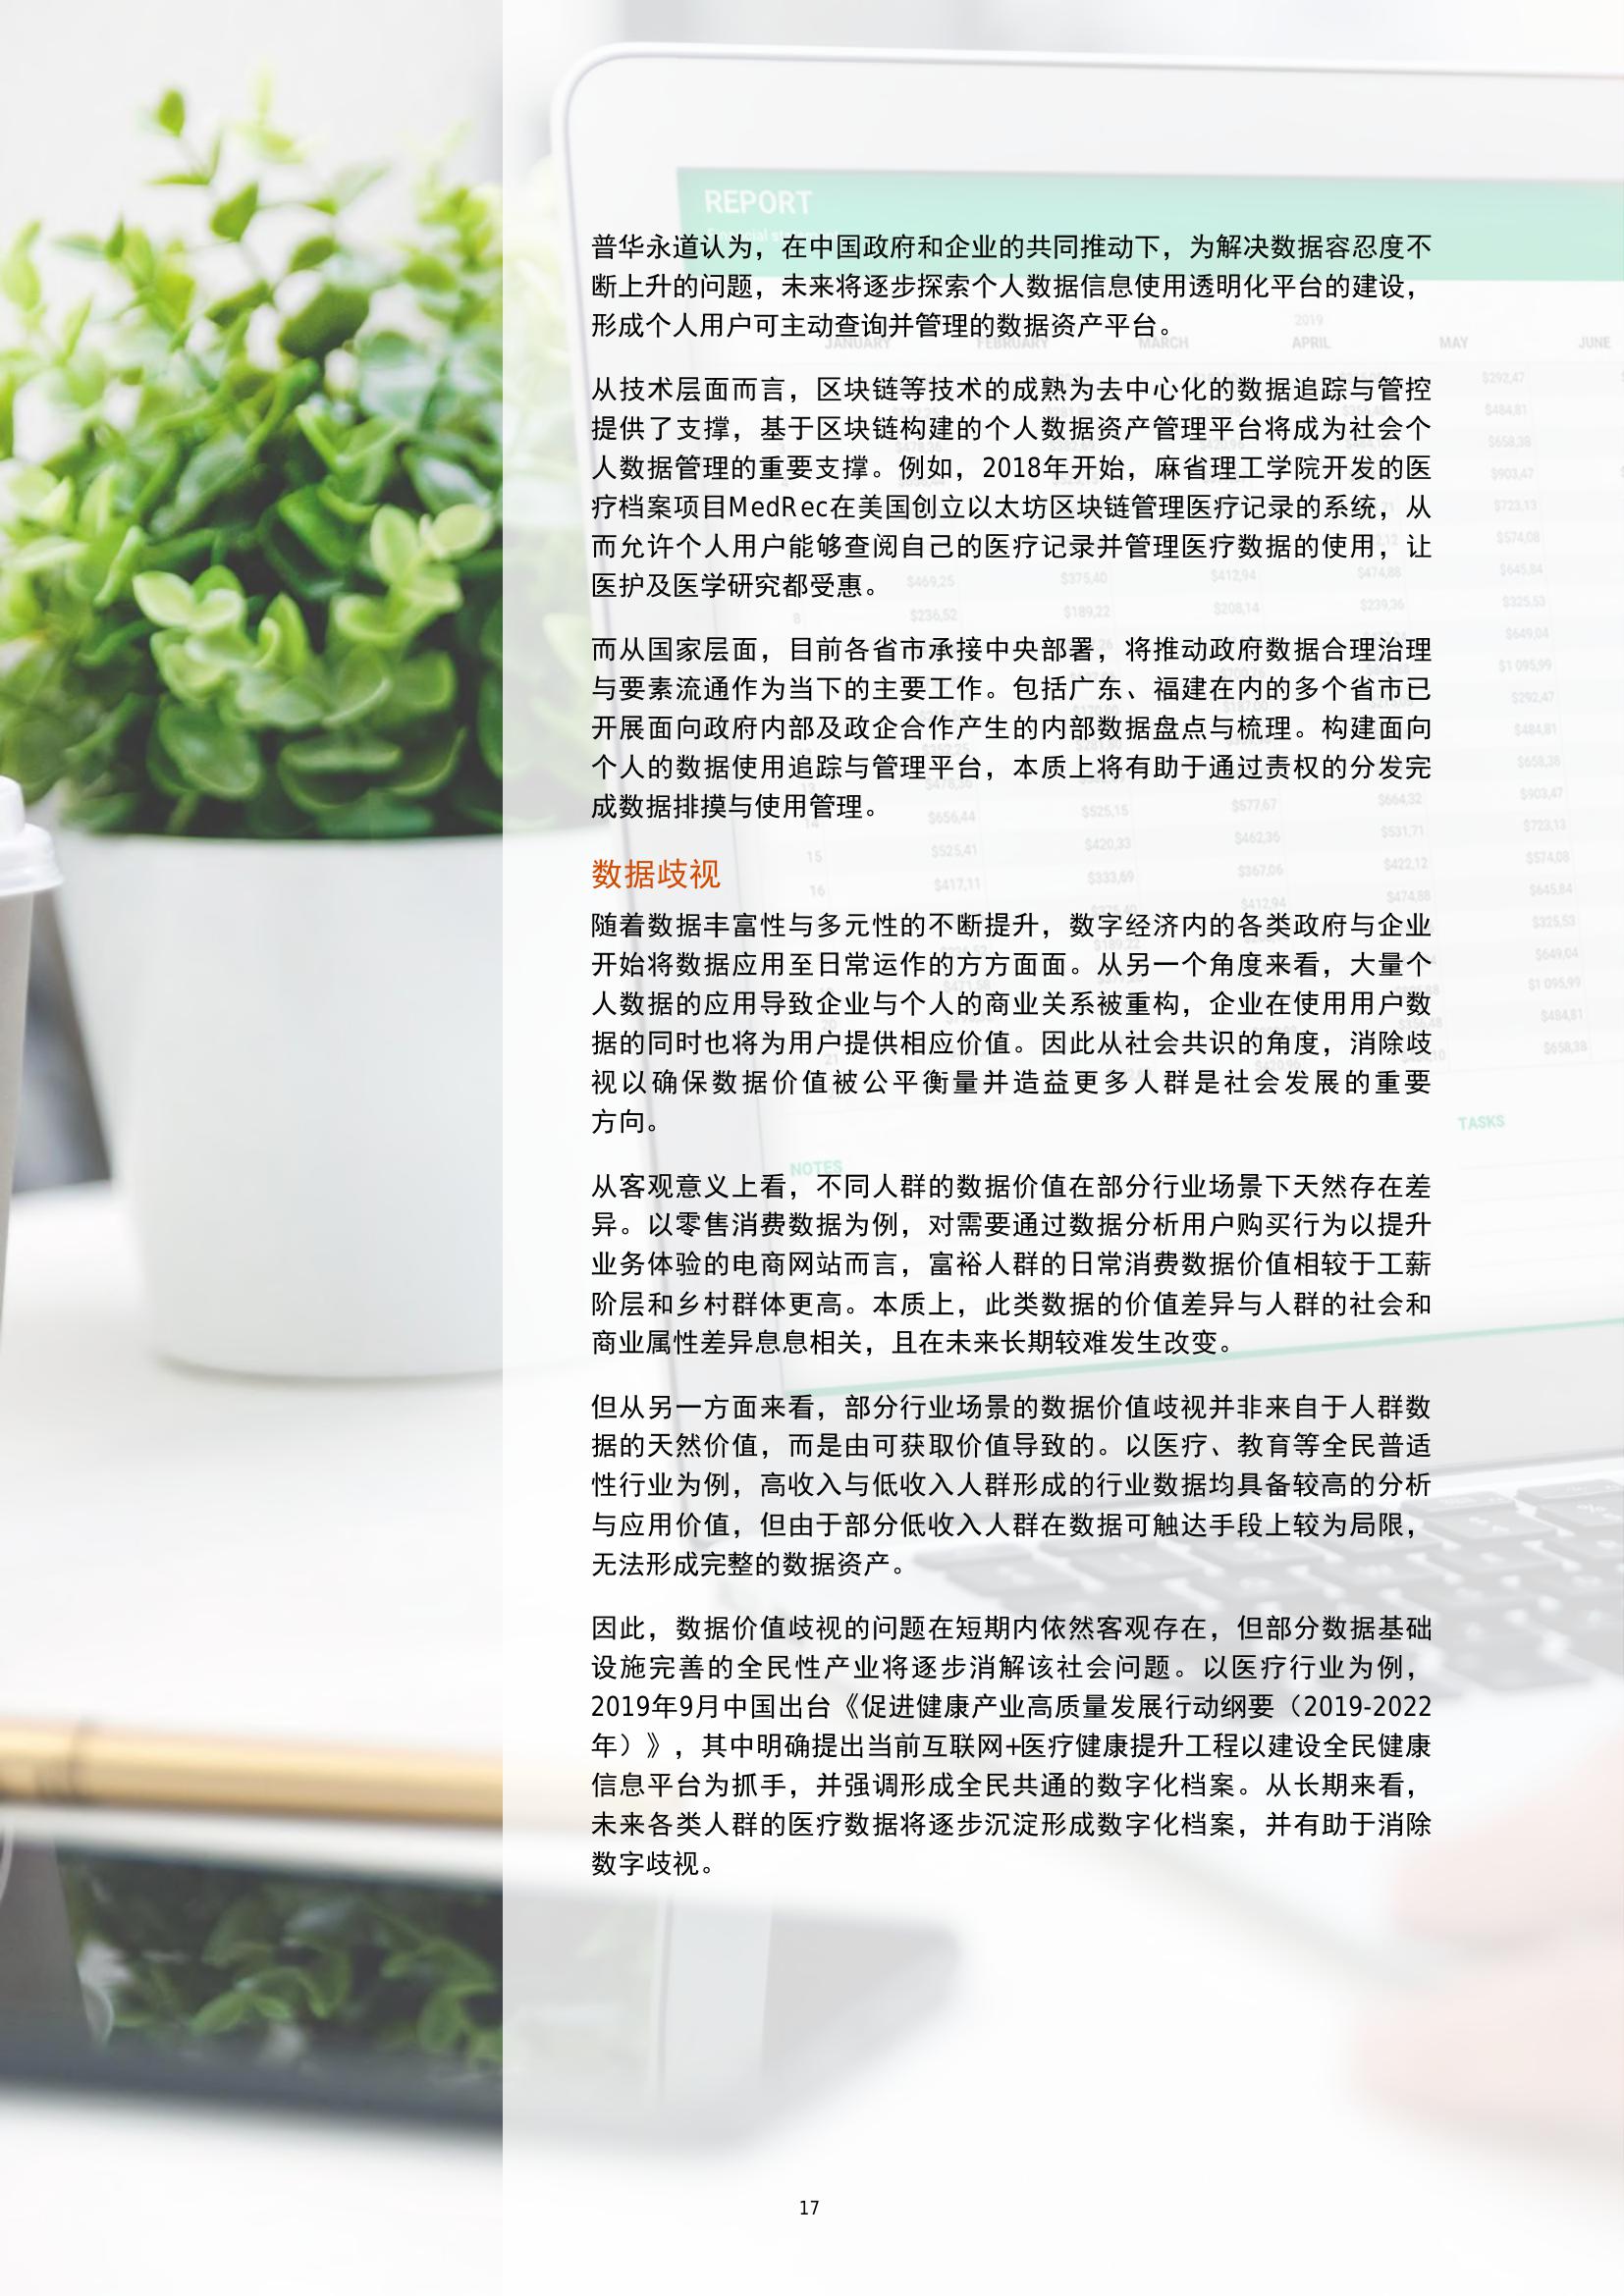 REPORT
普华永道认为，在中国政府和企业的共同推动下，为解决数据容忍度不
断上升的问题，未来将逐步探索个人数据信息使用透明化平台的建设，
形成个人用户可主动查询并管理的数据资产平台。
2019
JANUARY FEBRUARY MARCH APRIL MAY JUNE
从技术层面而言，区块链等技术的成熟为去中心化的数据追踪与管控
提供了支撑，基于区块链构建的个人数据资产管理平台将成为社会个
人数据管理的重要支撑。例如，2018年开始，麻省理工学院开发的医
疗档案项目MedRec在美国创立以太坊区块链管理医疗记录的系统，从
而允许个人用户能够查阅自己的医疗记录并管理医疗数据的使用，让
医护及医学研究都受惠。
而从国家层面，目前各省市承接中央部署，将推动政府数据合理治理
与要素流通作为当下的主要工作。包括广东、福建在内的多个省市已
开展面向政府内部及政企合作产生的内部数据盘点与梳理。构建面向
个人的数据使用追踪与管理平台，本质上将有助于通过责权的分发完
成数据排摸与使用管理。
数据歧视
随着数据丰富性与多元性的不断提升，数字经济内的各类政府与企业
开始将数据应用至日常运作的方方面面。从另一个角度来看，大量个
人数据的应用导致企业与个人的商业关系被重构，企业在使用用户数
据的同时也将为用户提供相应价值。因此从社会共识的角度，消除歧
视以确保数据价值被公平衡量并造益更多人群是社会发展的重要
方向。
TASKS
NOTES
从客观意义上看，不同人群的数据价值在部分行业场景下天然存在差
异。以零售消费数据为例，对需要通过数据分析用户购买行为以提升
业务体验的电商网站而言，富裕人群的日常消费数据价值相较于工薪
阶层和乡村群体更高。本质上，此类数据的价值差异与人群的社会和
商业属性差异息息相关，且在未来长期较难发生改变。
但从另一方面来看，部分行业场景的数据价值歧视并非来自于人群数
据的天然价值，而是由可获取价值导致的。以医疗、教育等全民普适
性行业为例，高收入与低收入人群形成的行业数据均具备较高的分析
与应用价值，但由于部分低收入人群在数据可触达手段上较为局限，
无法形成完整的数据资产。
因此，数据价值歧视的问题在短期内依然客观存在，但部分数据基础
设施完善的全民性产业将逐步消解该社会问题。以医疗行业为例，
2019年9月中国出台《促进健康产业高质量发展行动纲要（2019-2022
年）》，其中明确提出当前互联网+医疗健康提升工程以建设全民健康
信息平台为抓手，并强调形成全民共通的数字化档案。从长期来看，
未来各类人群的医疗数据将逐步沉淀形成数字化档案，并有助于消除
数字歧视。
17